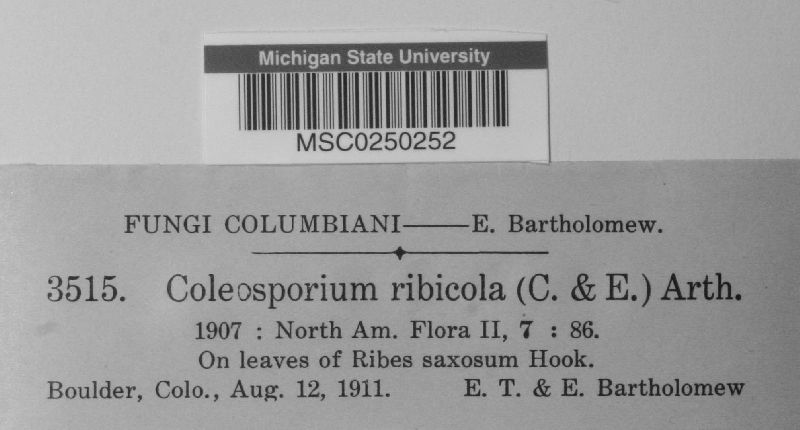 Michigan State University
MSC0250252
FUNGI COLUMBIANI——E. Bartholomew.
3515. Coleosporium ribicola (C. & E.) Arth.
1907 : North Am. Flora II, 7 : 86.
On leaves of Ribes saxosum Hook.
Boulder, Colo., Aug. 12, 1911. E. T. & E. Bartholomew